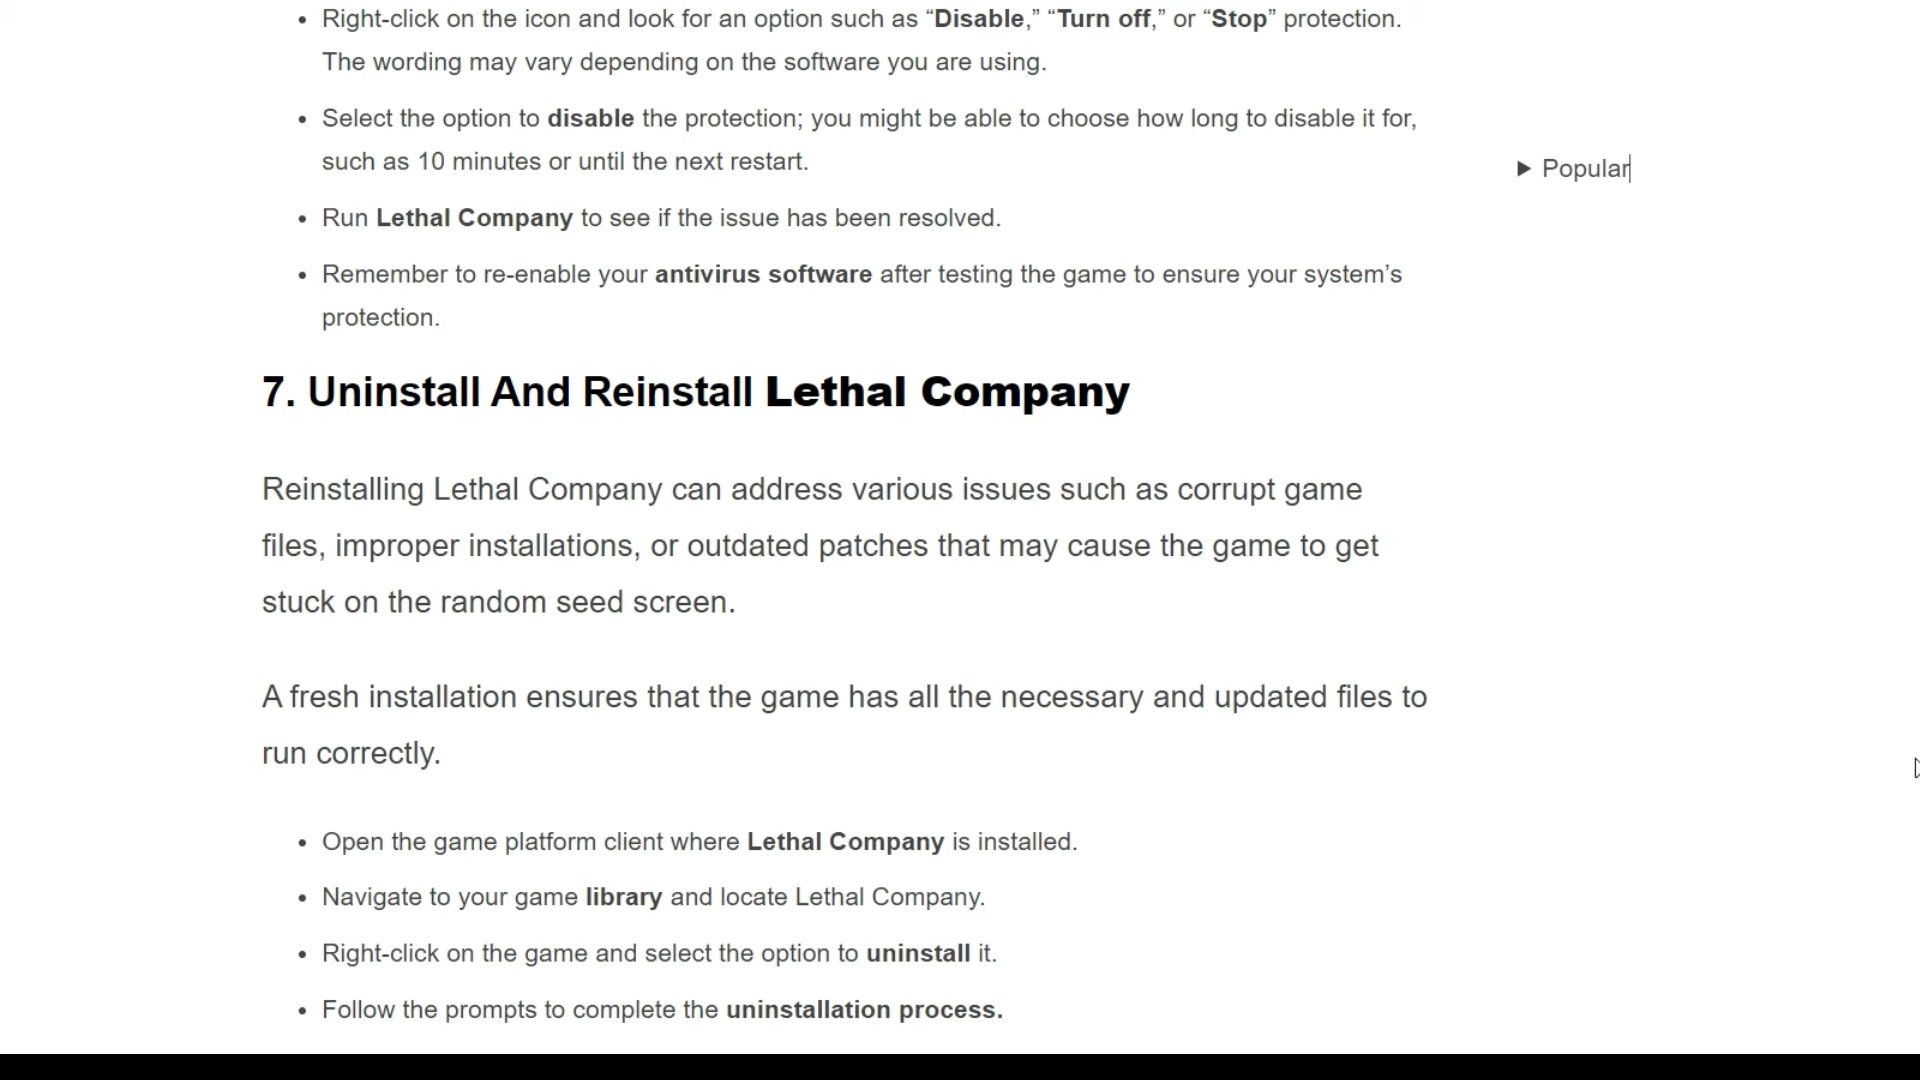 • Right-click on the icon and look for an option such as “Disable,” “Turn off,” or “Stop” protection.
The wording may vary depending on the software you are using.
• Select the option to disable the protection; you might be able to choose how long to disable it for,
such as 10 minutes or until the next restart.
• Run Lethal Company to see if the issue has been resolved.
• Remember to re-enable your antivirus software after testing the game to ensure your system’s
protection.
▶ Popular
7. Uninstall And Reinstall Lethal Company
Reinstalling Lethal Company can address various issues such as corrupt game
files, improper installations, or outdated patches that may cause the game to get
stuck on the random seed screen.
A fresh installation ensures that the game has all the necessary and updated files to
run correctly.
• Open the game platform client where Lethal Company is installed.
• Navigate to your game library and locate Lethal Company.
• Right-click on the game and select the option to uninstall it.
• Follow the prompts to complete the uninstallation process.